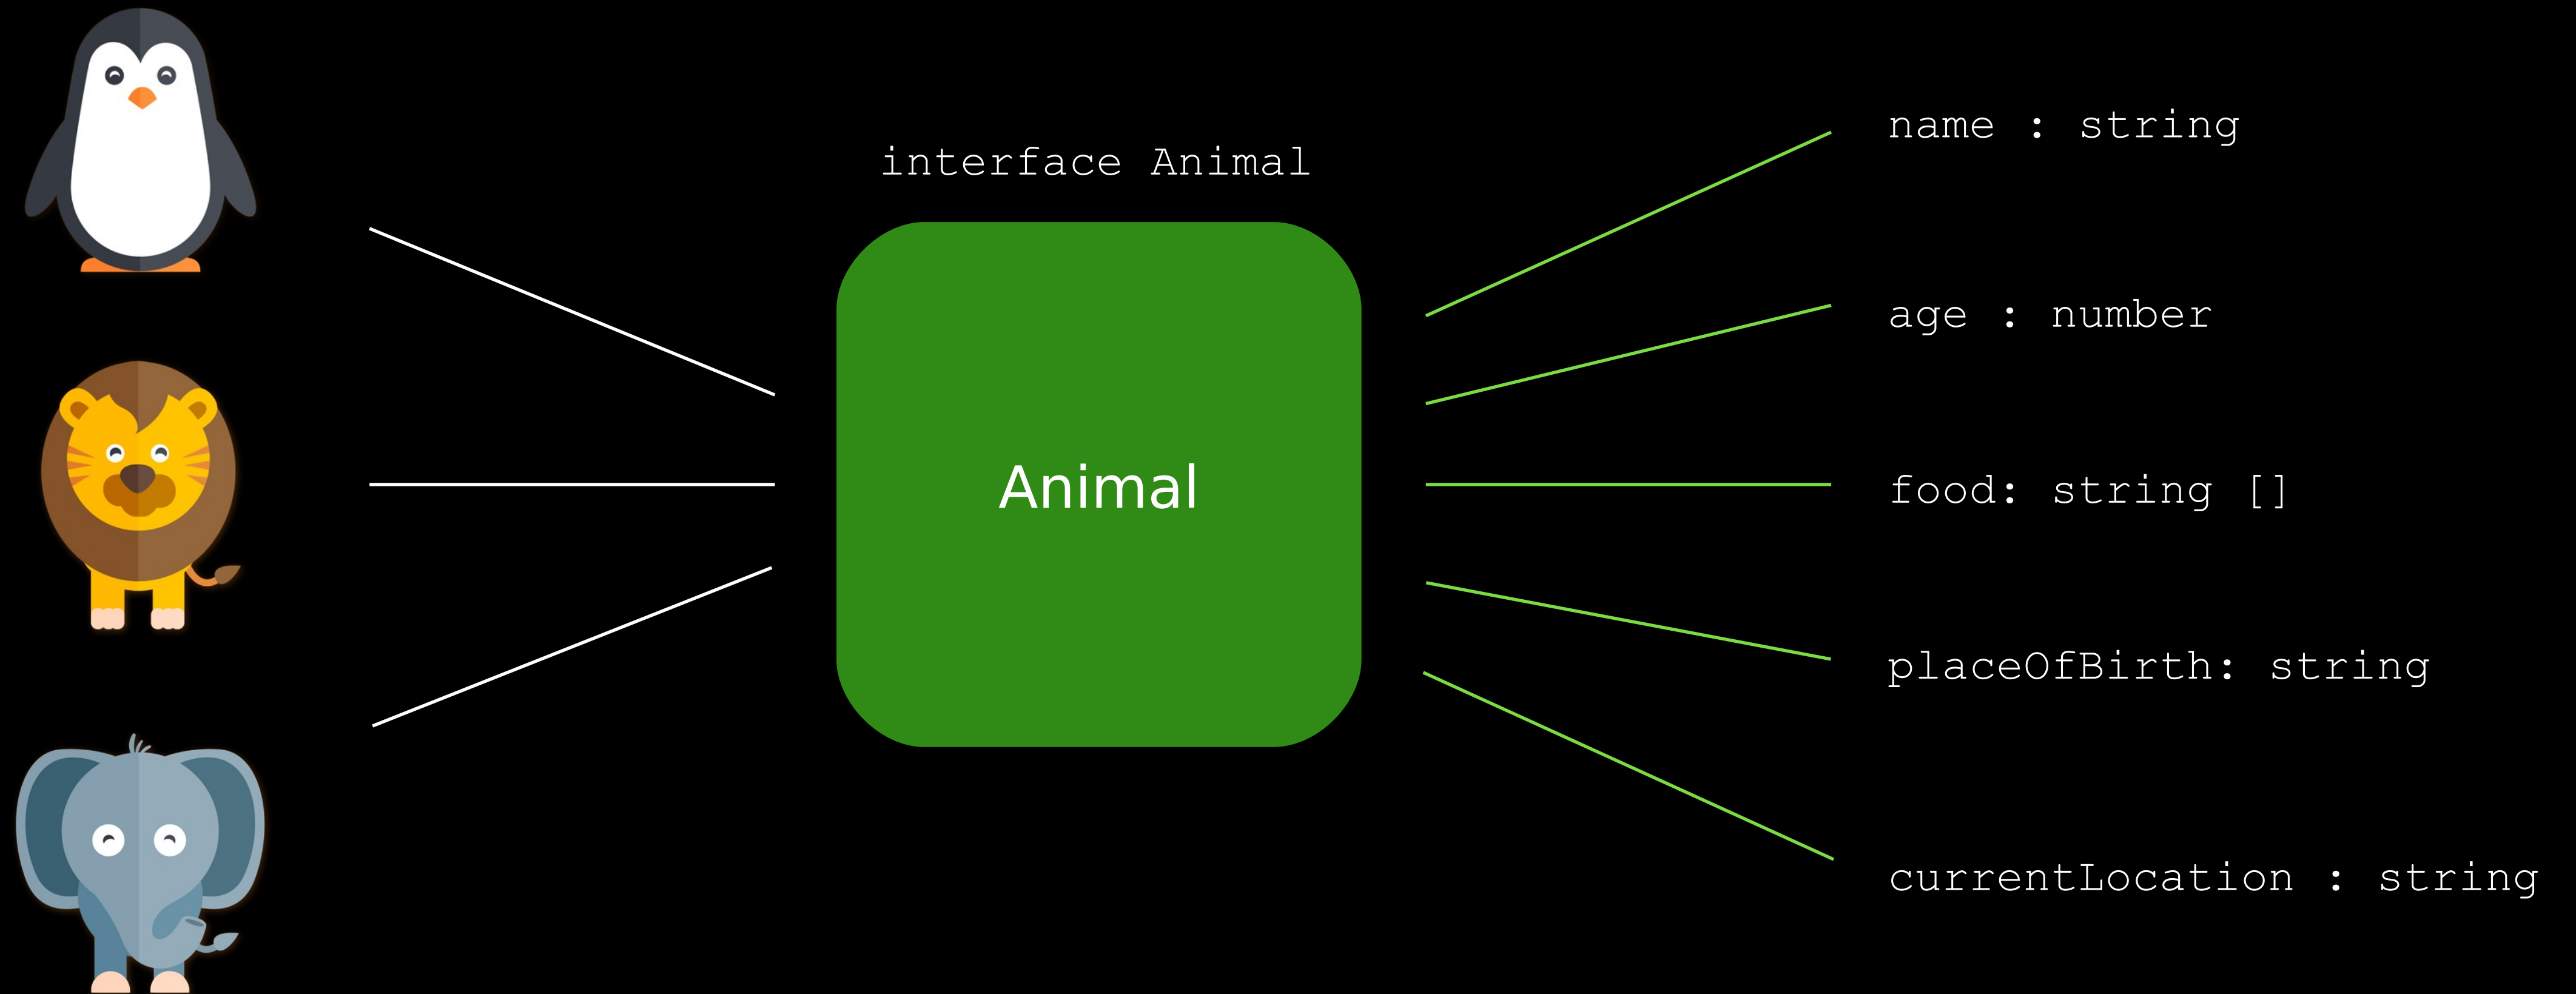 interface Animal
Animal
name : string
age : number
food: string []
placeOfBirth: string
currentLocation : string